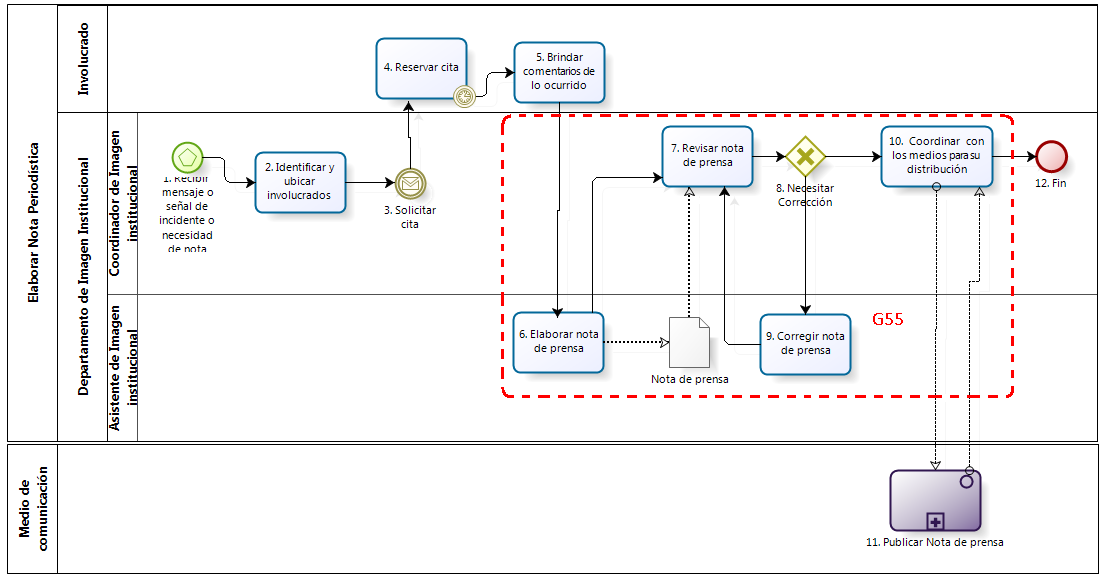 Elaborar Nota Periodística
Involucrado
4. Reservar cita
5. Brindar
comentarios de
lo ocurrido
Departamento de Imagen Institucional
Coordinador de Imagen
institucional
1. Recibir
mensaje o
señal de
incidente o
necesidad
de nota
2. Identificar y
ubicar
involucrados
3. Solicitar
cita
7. Revisar nota
de prensa
8. Necesitar
Corrección
10. Coordinar con
los medios para su
distribución
12. Fin
Asistente de Imagen
institucional
6. Elaborar nota
de prensa
Nota de prensa
9. Corregir nota
de prensa
G55
Medio de
comunicación
11. Publicar Nota de prensa